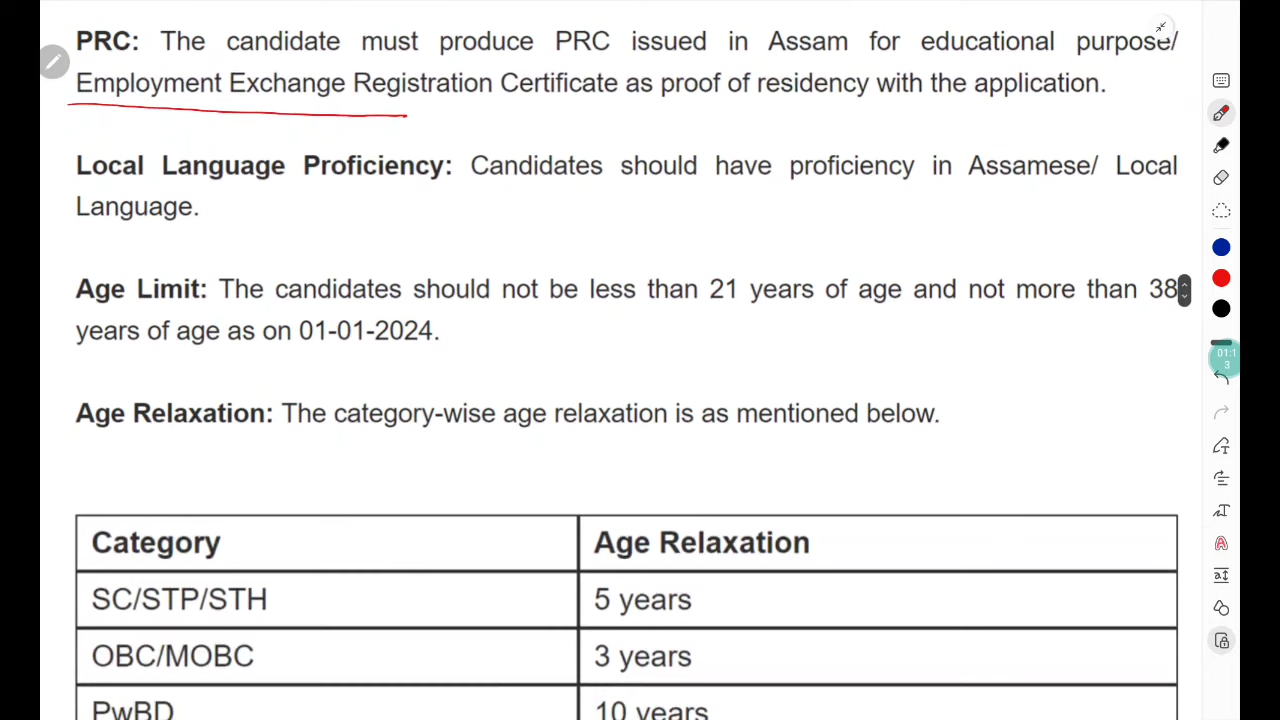 PRC: The candidate must produce PRC issued in Assam for educational purpose/
Employment Exchange Registration Certificate as proof of residency with the application.
Local Language Proficiency: Candidates should have proficiency in Assamese/ Local
Language.
Age Limit: The candidates should not be less than 21 years of age and not more than 38
years of age as on 01-01-2024.
Age Relaxation: The category-wise age relaxation is as mentioned below.
Category Age Relaxation
SC/STP/STH 5 years
OBC/MOBC 3 years
PwBD 10 years
01:1
3